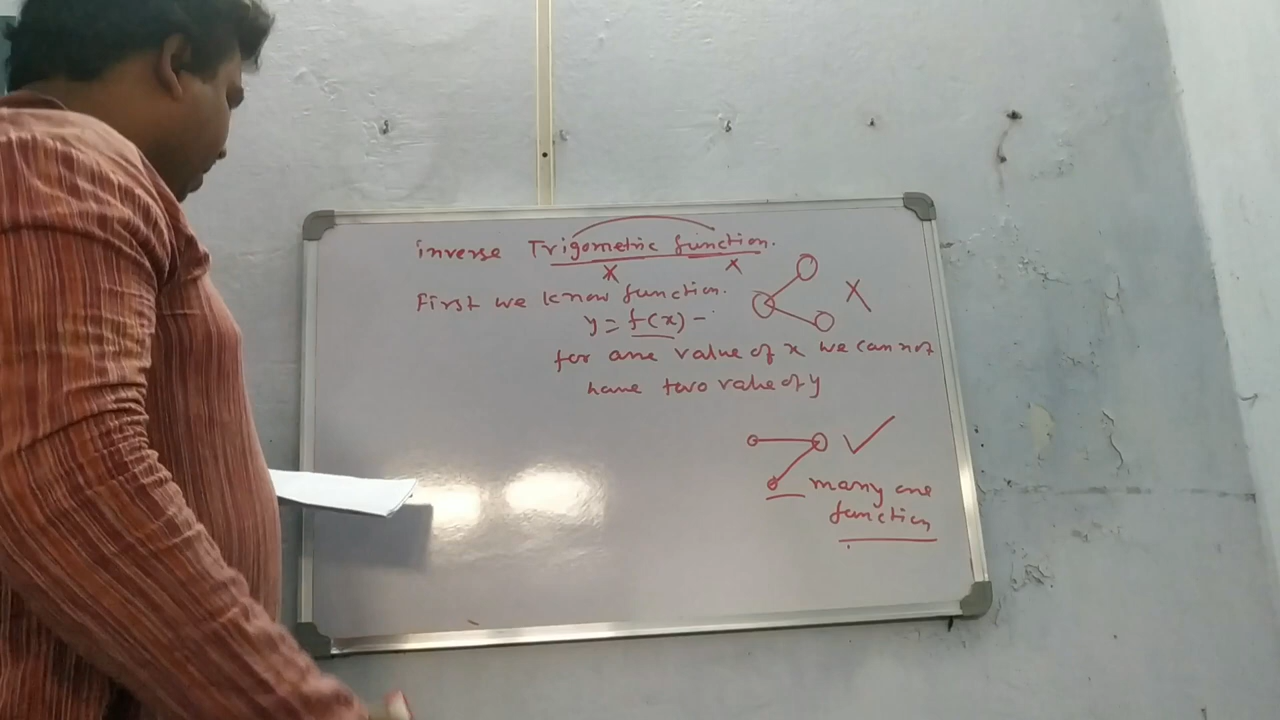 inverse Trigometric function.
First we know function.
y = f(x) -
for one value of x we can not
have two value of y
many one
function